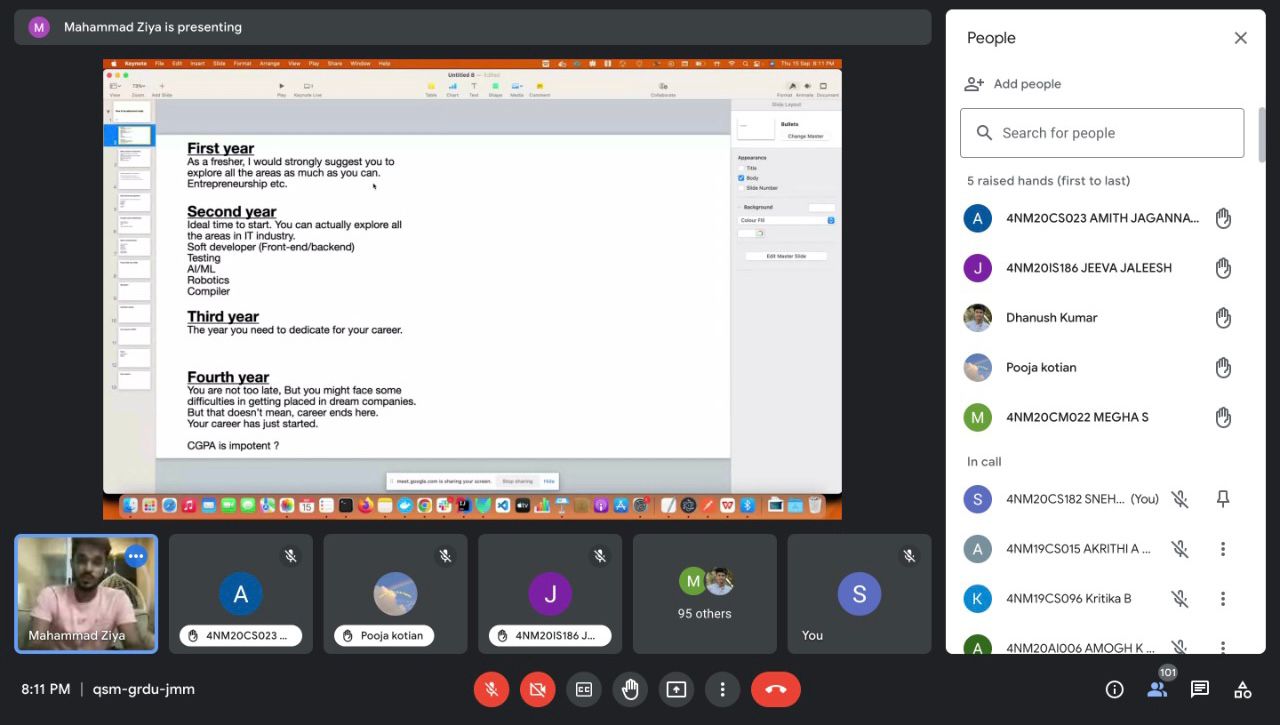 M
Mahammad Ziya is presenting
Keynote File Edit Insert Slide Format Arrange View Play Share Window Help
Thu 15 Sep 8:11 PM
Untitled 8 — Edited
View Zoom Add Slide
Play Keynote Live
Table Chart Text Shape Media Comment
Collaborate
Format Animate Document
Slide Layout
Bullets
Change Master
Appearance
Title
Body
Slide Number
Background
Colour Fill
Edit Master Slide
First year
As a fresher, I would strongly suggest you to
explore all the areas as much as you can.
Entrepreneurship etc.
Second year
Ideal time to start. You can actually explore all
the areas in IT industry.
Soft developer (Front-end/backend)
Testing
AI/ML
Robotics
Compiler
Third year
The year you need to dedicate for your career.
Fourth year
You are not too late, But you might face some
difficulties in getting placed in dream companies.
But that doesn't mean, career ends here.
Your career has just started.
CGPA is impotent ?
meet.google.com is sharing your screen. Stop sharing Hide
Mahammad Ziya
A
4NM20CS023 ...
Pooja kotian
J
4NM20IS186 J...
M
95 others
S
You
8:11 PM | qsm-grdu-jmm
People
Add people
Search for people
5 raised hands (first to last)
A 4NM20CS023 AMITH JAGANNA...
J 4NM20IS186 JEEVA JALEESH
Dhanush Kumar
Pooja kotian
M 4NM20CM022 MEGHA S
In call
S 4NM20CS182 SNEH... (You)
A 4NM19CS015 AKRITHI A ...
K 4NM19CS096 Kritika B
A 4NM20AI006 AMOGH K ...
101